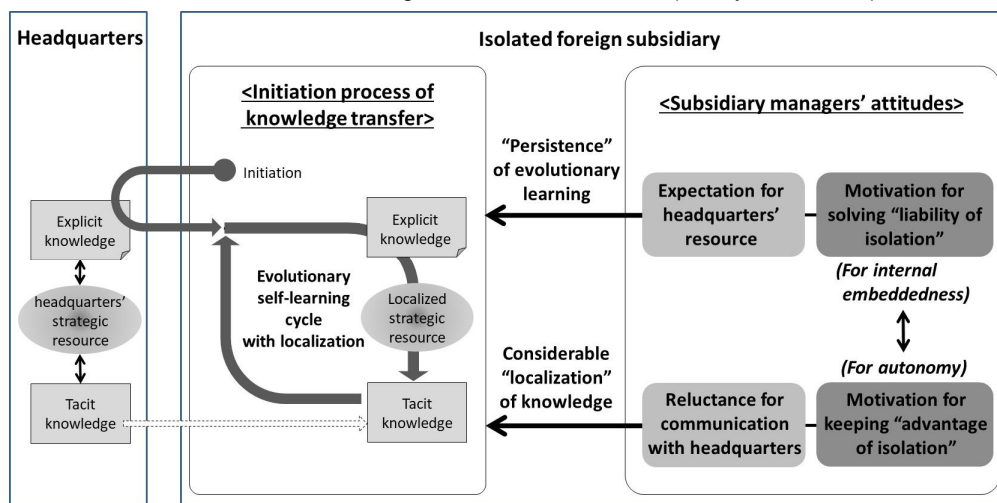 Headquarters
Explicit
knowledge
headquarters'
strategic
resource
Tacit
knowledge
Isolated foreign subsidiary
<Initiation process of
knowledge transfer>
Initiation
Explicit
knowledge
Evolutionary
self-learning
cycle
with localization
Localized
strategic
resource
Tacit
knowledge
"Persistence"
of evolutionary
learning
Considerable
"localization"
of knowledge
<Subsidiary managers' attitudes>
Expectation for
headquarters'
resource
Motivation for
solving "liability
of isolation"
(For internal
embeddedness)
(For autonomy)
Reluctance for
communication
with headquarters
Motivation for
keeping "advantage
of isolation"